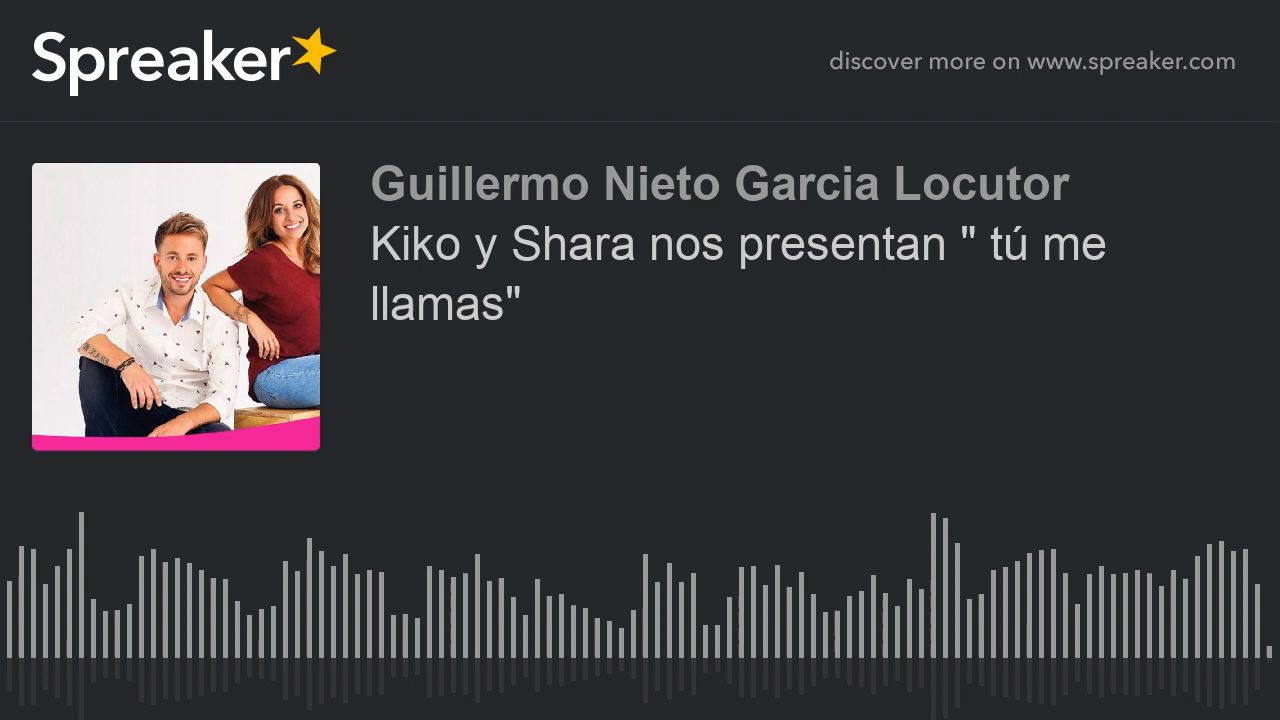 Spreaker
discover more on www.spreaker.com
Guillermo Nieto Garcia Locutor
Kiko y Shara nos presentan " tú me
llamas"